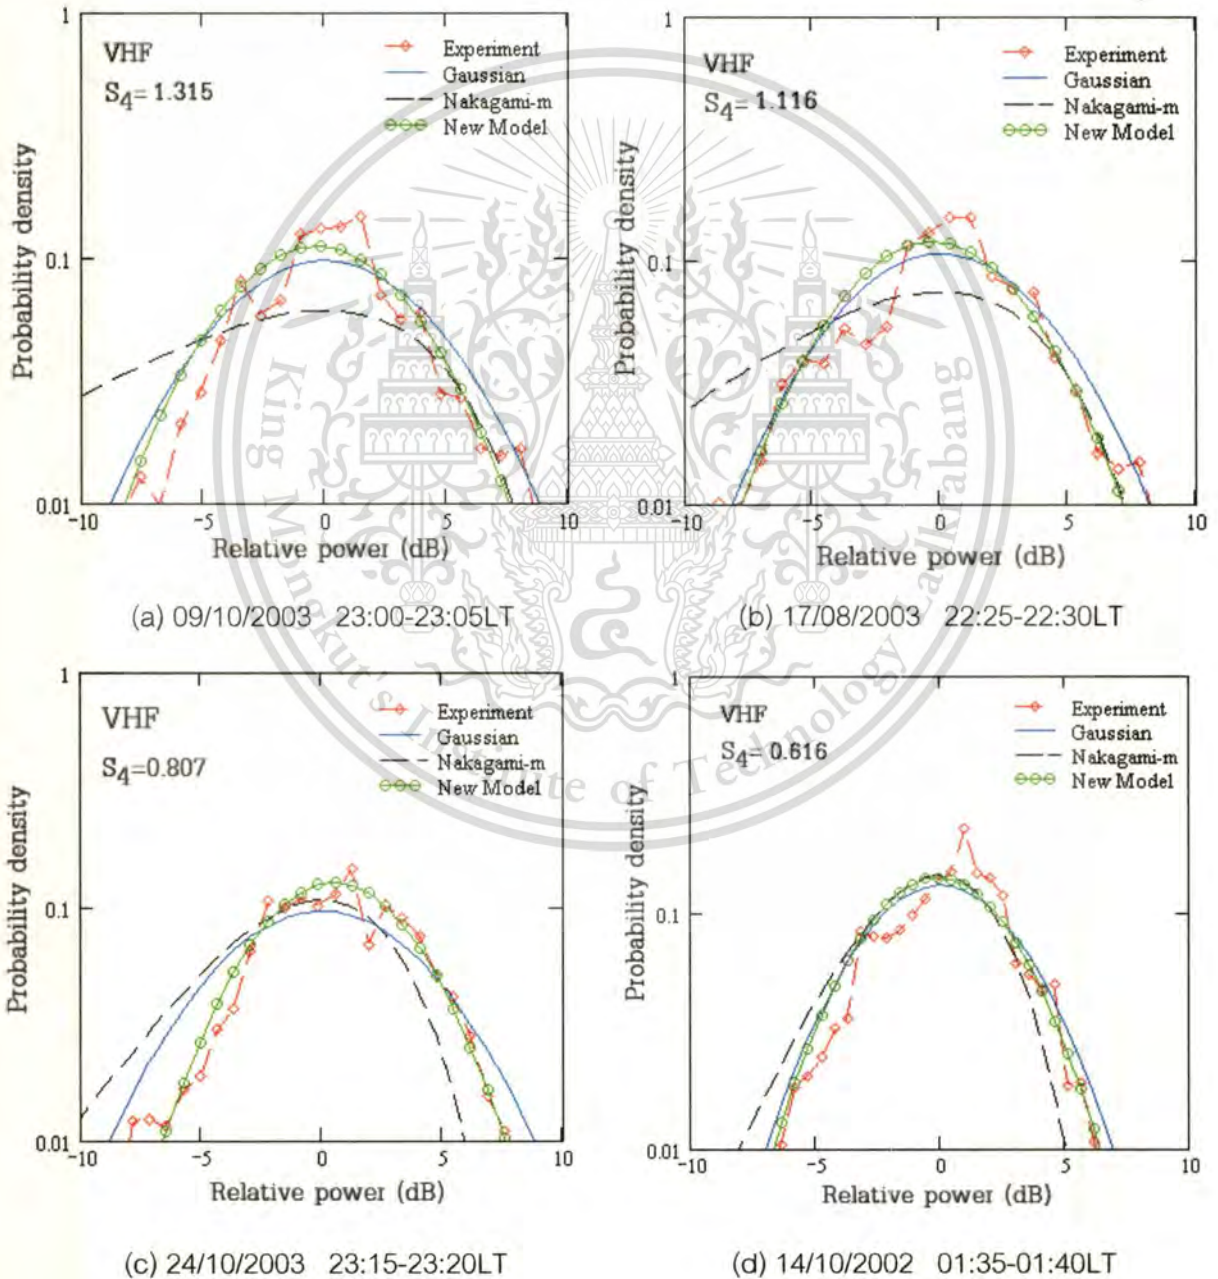 VHF
S4=1.315
Experiment
Gaussian
Nakagami-m
New Model
Probability density
1
0.1
0.01
-10
-5
0
5
10
Relative power (dB)
(a) 09/10/2003 23:00-23:05LT
VHF
S4=1.116
Experiment
Gaussian
Nakagami-m
New Model
Probability density
1
0.1
0.01
-10
-5
0
5
10
Relative power (dB)
(b) 17/08/2003 22:25-22:30LT
VHF
S4=0.807
Experiment
Gaussian
Nakagami-m
New Model
Probability density
1
0.1
0.01
-10
-5
0
5
10
Relative power (dB)
(c) 24/10/2003 23:15-23:20LT
VHF
S4=0.616
Experiment
Gaussian
Nakagami-m
New Model
Probability density
1
0.1
0.01
-10
-5
0
5
10
Relative power (dB)
(d) 14/10/2002 01:35-01:40LT
King Mongkut's Institute of Technology Ladkrabang